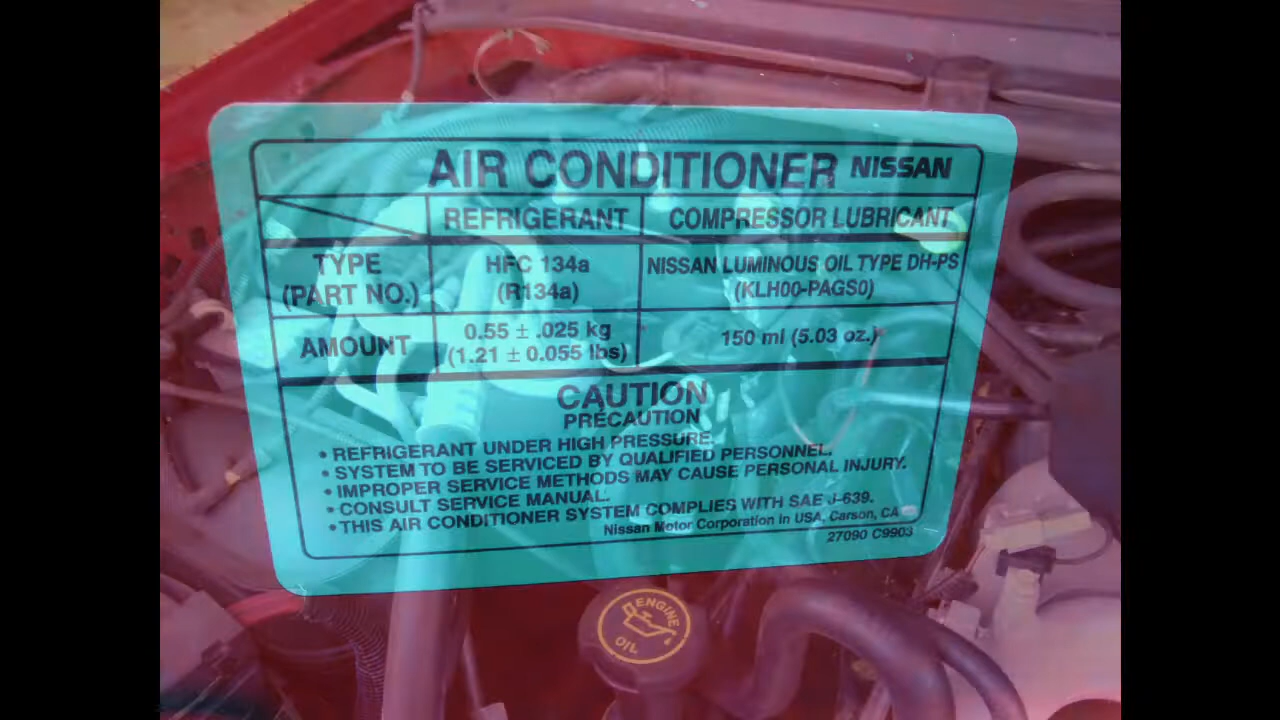 AIR CONDITIONER NISSAN
REFRIGERANT COMPRESSOR LUBRICANT
TYPE
(PART NO.)
HFC 134a
(R134a)
NISSAN LUMINOUS OIL TYPE DH-PS
(KLH00-PAGS0)
AMOUNT
0.55 ± .025 kg
(1.21 ± 0.055 lbs)
150 ml (5.03 oz.)
CAUTION
PRÉCAUTION
• REFRIGERANT UNDER HIGH PRESSURE.
• SYSTEM TO BE SERVICED BY QUALIFIED PERSONNEL.
• IMPROPER SERVICE METHODS MAY CAUSE PERSONAL INJURY.
• CONSULT SERVICE MANUAL.
• THIS AIR CONDITIONER SYSTEM COMPLIES WITH SAE J-639.
Nissan Motor Corporation in USA, Carson, CA
27090 C9903
ENGINE
OIL